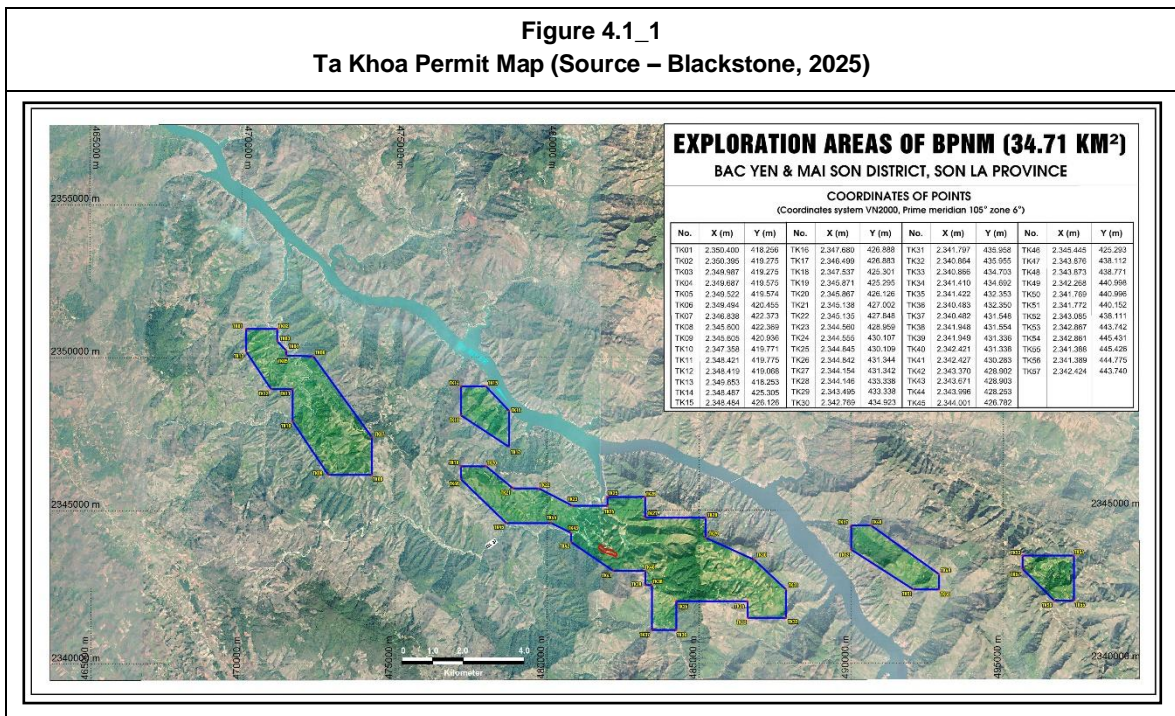 Figure 4.1_1
Ta Khoa Permit Map (Source – Blackstone, 2025)
EXPLORATION AREAS OF BPNM (34.71 KM²)
BAC YEN & MAI SON DISTRICT, SON LA PROVINCE
COORDINATES OF POINTS
(Coordinates system VN2000, Prime meridian 105° zone 6°)
No. X (m) Y (m) No. X (m) Y (m) No. X (m) Y (m) No. X (m) Y (m)
TK01 2.350.400 418.256 TK16 2.347.680 426.888 TK31 2.341.797 435.958 TK46 2.345.445 425.293
TK02 2.350.395 419.275 TK17 2.346.499 426.883 TK32 2.340.864 435.955 TK47 2.343.876 438.112
TK03 2.349.987 419.275 TK18 2.347.537 425.301 TK33 2.340.866 434.703 TK48 2.343.873 438.771
TK04 2.349.687 419.575 TK19 2.345.871 425.295 TK34 2.341.410 434.692 TK49 2.342.268 440.998
TK05 2.349.522 419.574 TK20 2.345.867 426.126 TK35 2.341.422 432.353 TK50 2.341.769 440.996
TK06 2.349.494 420.455 TK21 2.345.138 427.002 TK36 2.340.483 432.350 TK51 2.341.772 440.152
TK07 2.346.838 422.373 TK22 2.345.135 427.848 TK37 2.340.482 431.546 TK52 2.343.085 438.111
TK08 2.345.600 422.369 TK23 2.344.560 428.959 TK38 2.341.948 431.554 TK53 2.342.867 443.742
TK09 2.345.605 420.936 TK24 2.344.555 430.107 TK39 2.341.949 431.336 TK54 2.342.861 445.431
TK10 2.347.358 419.771 TK25 2.344.845 430.109 TK40 2.342.421 431.338 TK55 2.341.388 445.426
TK11 2.348.421 419.775 TK26 2.344.842 431.344 TK41 2.342.427 430.283 TK56 2.341.389 444.775
TK12 2.348.419 419.068 TK27 2.344.154 431.342 TK42 2.343.370 428.902 TK57 2.342.424 443.740
TK13 2.349.653 418.253 TK28 2.344.146 433.338 TK43 2.343.671 428.903
TK14 2.348.487 425.305 TK29 2.343.495 433.338 TK44 2.343.996 428.253
TK15 2.348.484 426.126 TK30 2.342.769 434.923 TK45 2.344.001 426.782
465000 m
470000 m
475000 m
480000 m
2355000 m
2350000 m
2345000 m
2345000 m
2340000 m
2340000 m
465000 m
470000 m
475000 m
480000 m
485000 m
490000 m
495000 m
0 1.0 2.0 4.0
Kilometer